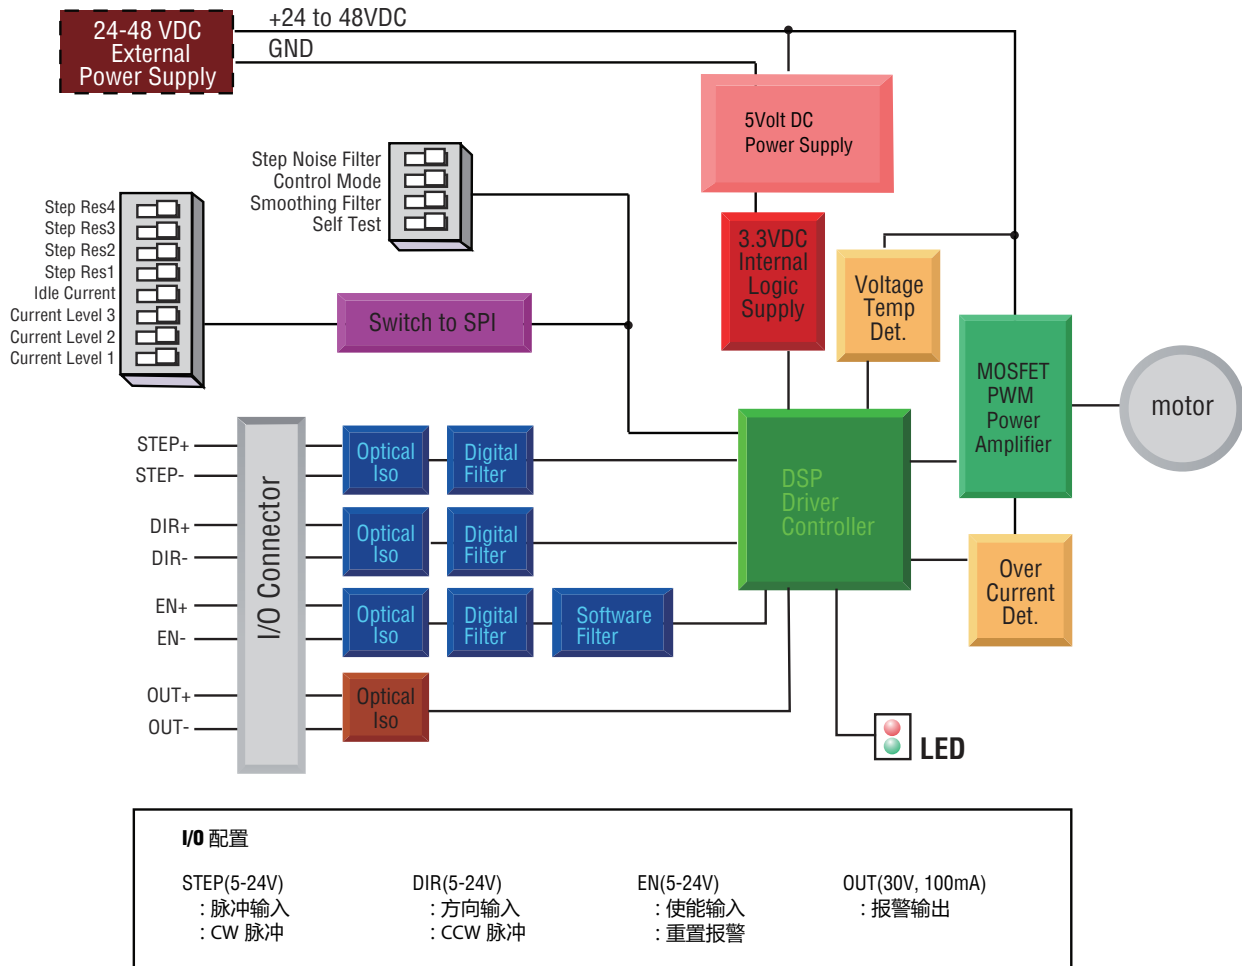 24-48 VDC
External
Power Supply
+24 to 48VDC
GND
5Volt DC
Power Supply
Step Noise Filter
Control Mode
Smoothing Filter
Self Test
Step Res4
Step Res3
Step Res2
Step Res1
Idle Current
Current Level 3
Current Level 2
Current Level 1
Switch to SPI
3.3VDC
Internal
Logic
Supply
Voltage
Temp
Det.
MOSFET
PWM
Power
Amplifier
motor
DSP
Driver
Controller
Over
Current
Det.
I/O Connector
STEP+
STEP-
Optical
Iso
Digital
Filter
DIR+
DIR-
Optical
Iso
Digital
Filter
EN+
EN-
Optical
Iso
Digital
Filter
Software
Filter
OUT+
OUT-
Optical
Iso
LED
I/O 配置
STEP(5-24V)
: 脉冲输入
: CW 脉冲
DIR(5-24V)
: 方向输入
: CCW 脉冲
EN(5-24V)
: 使能输入
: 重置报警
OUT(30V, 100mA)
: 报警输出